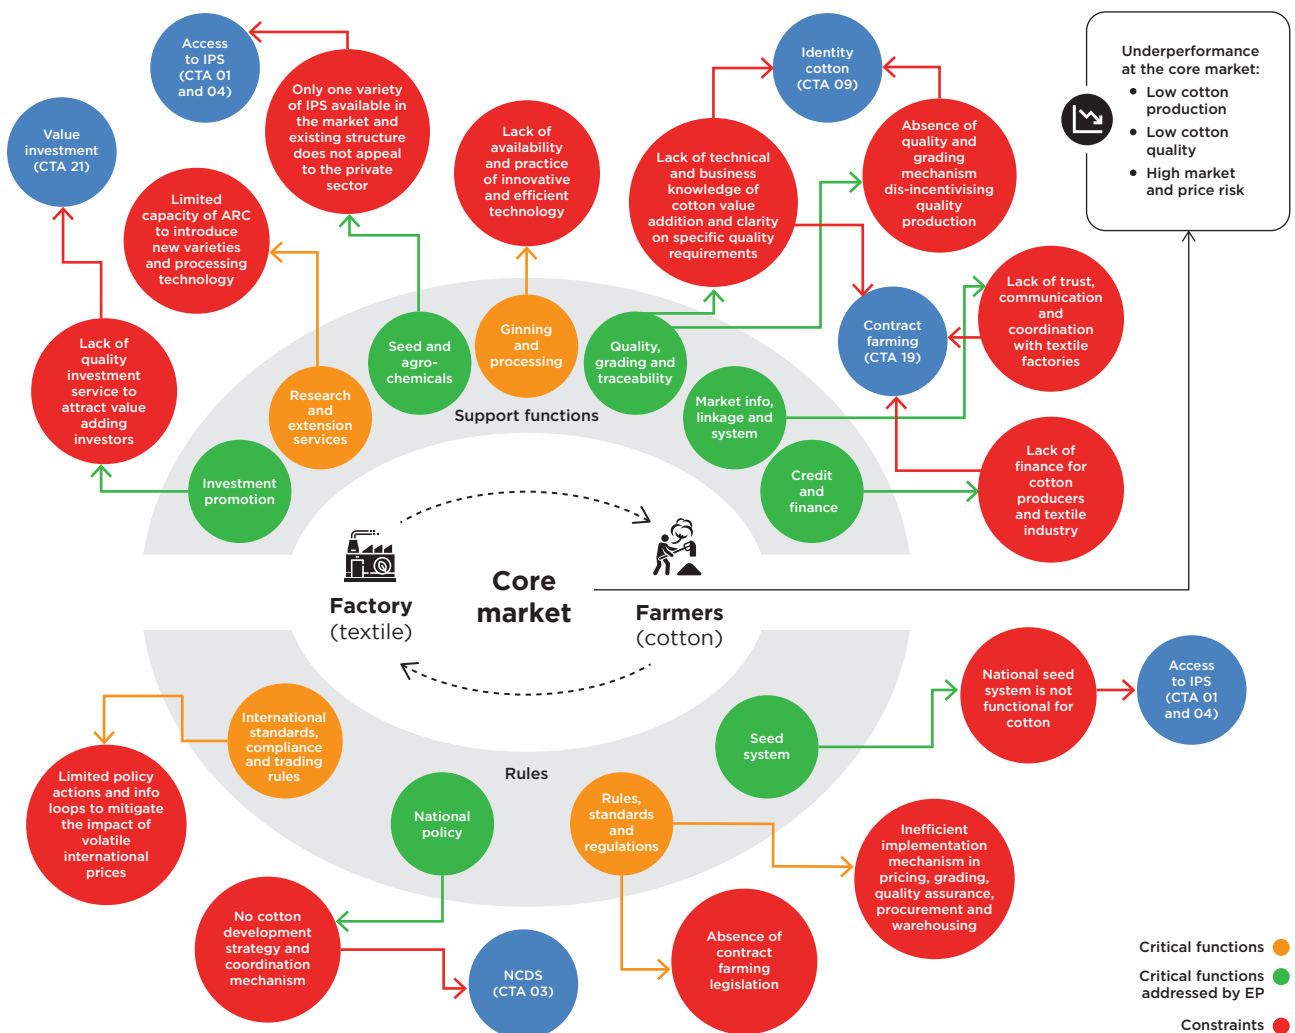 Access
to IPS
(CTA 01
and 04)
Value
investment
(CTA 21)
Only one variety
of IPS available in
the market and
existing structure
does not appeal
to the private
sector
Limited
capacity of ARC
to introduce
new varieties
and processing
technology
Lack of
availability
and practice
of innovative
and efficient
technology
Lack of technical
and business
knowledge of
cotton value
addition and clarity
on specific quality
requirements
Identity
cotton
(CTA 09)
Absence of
quality and
grading
mechanism
dis-incentivising
quality
production
Underperformance
at the core market:
• Low cotton
production
• Low cotton
quality
• High market
and price risk
Lack of
quality
investment
service to
attract value
adding
investors
Contract
farming
(CTA 19)
Lack of trust,
communication
and
coordination
with textile
factories
Lack of
finance for
cotton
producers
and textile
industry
Investment
promotion
Research
and
extension
services
Seed and
agro-
chemicals
Ginning
and
processing
Quality,
grading and
traceability
Market info,
linkage and
system
Credit
and
finance
Support functions
Factory
(textile)
Core
market
Farmers
(cotton)
Rules
International
standards,
compliance
and trading
rules
National
policy
Rules,
standards
and
regulations
Seed
system
National seed
system is not
functional for
cotton
Access
to IPS
(CTA 01
and 04)
Limited policy
actions and info
loops to mitigate
the impact of
volatile
international
prices
No cotton
development
strategy and
coordination
mechanism
NCDS
(CTA 03)
Absence of
contract
farming
legislation
Inefficient
implementation
mechanism in
pricing, grading,
quality assurance,
procurement and
warehousing
Critical functions
Critical functions
addressed by EP
Constraints